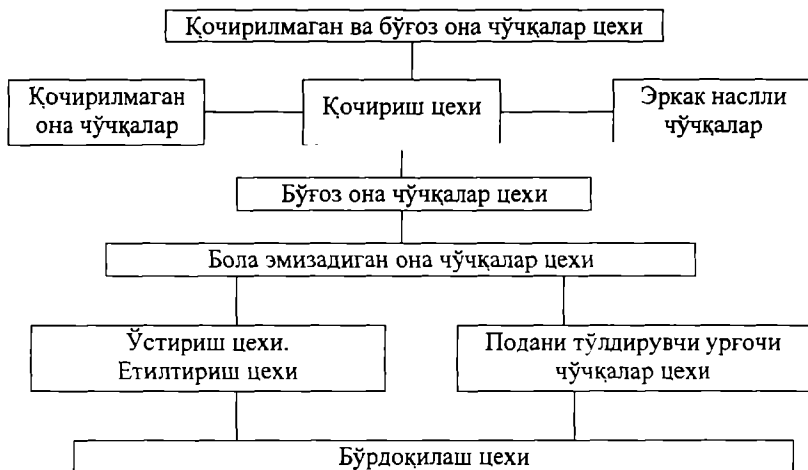 Қочирилмаган ва бўғоз она чўчқалар цехи
Қочирилмаган
она чўчқалар
Қочириш цехи
Эркак наслли
чўчқалар
Бўғоз она чўчқалар цехи
Бола эмизадиган она чўчқалар цехи
Ўстириш цехи.
Етилтириш цехи
Подани тўлдирувчи урғочи
чўчқалар цехи
Бўрдоқилаш цехи